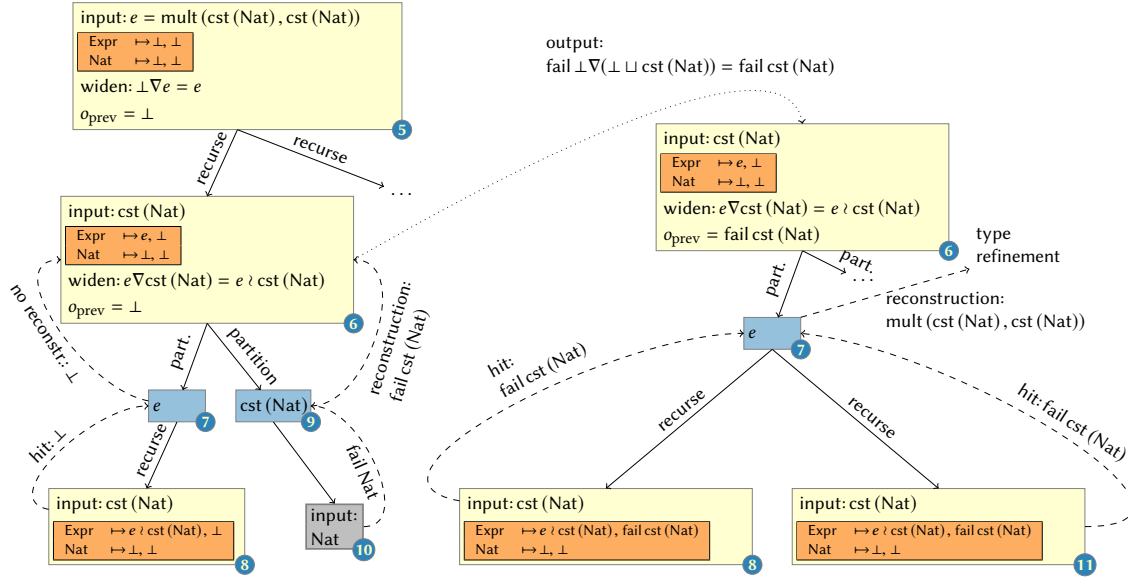 input: e = mult (cst (Nat) , cst (Nat))
Expr ↦ ⊥, ⊥
Nat ↦ ⊥, ⊥
widen: ⊥∇e = e
o_prev = ⊥
5
recurse
recurse
...
input: cst (Nat)
Expr ↦ e, ⊥
Nat ↦ ⊥, ⊥
widen: e∇cst (Nat) = e ≀ cst (Nat)
o_prev = ⊥
6
no reconstr.: ⊥
part.
partition
reconstruction:
fail cst (Nat)
e
7
cst (Nat)
9
hit: ⊥
recurse
fail Nat
input: cst (Nat)
Expr ↦ e ≀ cst (Nat) , ⊥
Nat ↦ ⊥, ⊥
8
input:
Nat
10
output:
fail ⊥∇(⊥ ⊔ cst (Nat)) = fail cst (Nat)
input: cst (Nat)
Expr ↦ e, ⊥
Nat ↦ ⊥, ⊥
widen: e∇cst (Nat) = e ≀ cst (Nat)
o_prev = fail cst (Nat)
6
part.
part.
...
type
refinement
reconstruction:
mult (cst (Nat) , cst (Nat))
e
7
hit:
fail cst (Nat)
recurse
recurse
hit: fail cst (Nat)
input: cst (Nat)
Expr ↦ e ≀ cst (Nat) , fail cst (Nat)
Nat ↦ ⊥, ⊥
8
input: cst (Nat)
Expr ↦ e ≀ cst (Nat) , fail cst (Nat)
Nat ↦ ⊥, ⊥
11